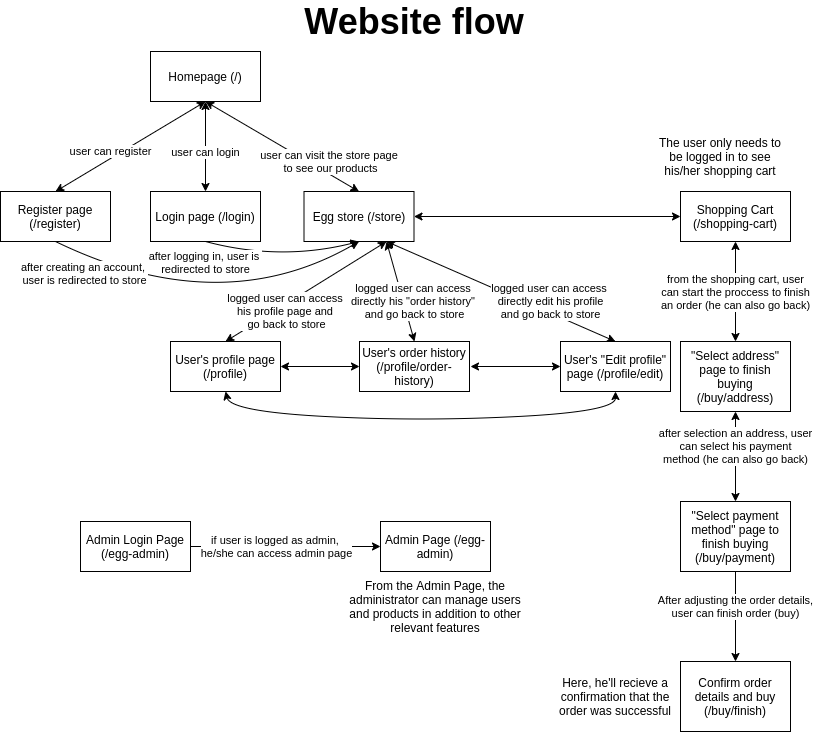 Website flow
Homepage (/)
user can register
user can login
user can visit the store page
to see our products
The user only needs to
be logged in to see
his/her shopping cart
Register page
(/register)
Login page (/login)
Egg store (/store)
Shopping Cart
(/shopping-cart)
after creating an account,
user is redirected to store
after logging in, user is
redirected to store
logged user can access
his profile page and
go back to store
logged user can access
directly his "order history"
and go back to store
logged user can access
directly edit his profile
and go back to store
from the shopping cart, user
can start the proccess to finish
an order (he can also go back)
User's profile page
(/profile)
User's order history
(/profile/order-
history)
User's "Edit profile"
page (/profile/edit)
"Select address"
page to finish
buying
(/buy/address)
after selection an address, user
can select his payment
method (he can also go back)
Admin Login Page
(/egg-admin)
if user is logged as admin,
he/she can access admin page
Admin Page (/egg-
admin)
From the Admin Page, the
administrator can manage users
and products in addition to other
relevant features
"Select payment
method" page to
finish buying
(/buy/payment)
After adjusting the order details,
user can finish order (buy)
Here, he'll recieve a
confirmation that the
order was successful
Confirm order
details and buy
(/buy/finish)